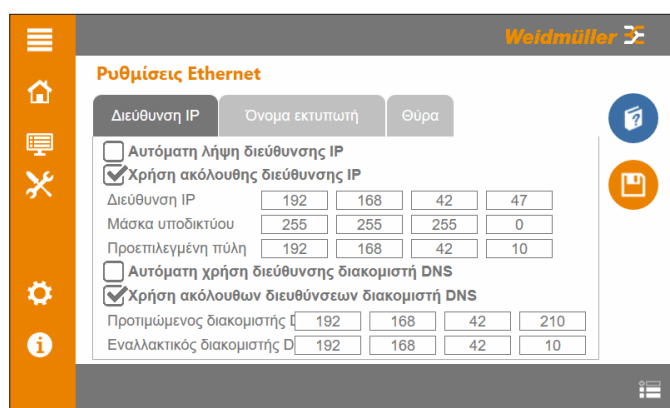 Weidmüller
Ρυθμίσεις Ethernet
Διεύθυνση IP Όνομα εκτυπωτή Θύρα
Αυτόματη λήψη διεύθυνσης IP
Χρήση ακόλουθης διεύθυνσης IP
Διεύθυνση IP 192 168 42 47
Μάσκα υποδικτύου 255 255 255 0
Προεπιλεγμένη πύλη 192 168 42 10
Αυτόματη χρήση διεύθυνσης διακομιστή DNS
Χρήση ακόλουθων διευθύνσεων διακομιστή DNS
Προτιμώμενος διακομιστής 192 168 42 210
Εναλλακτικός διακομιστής D 192 168 42 10